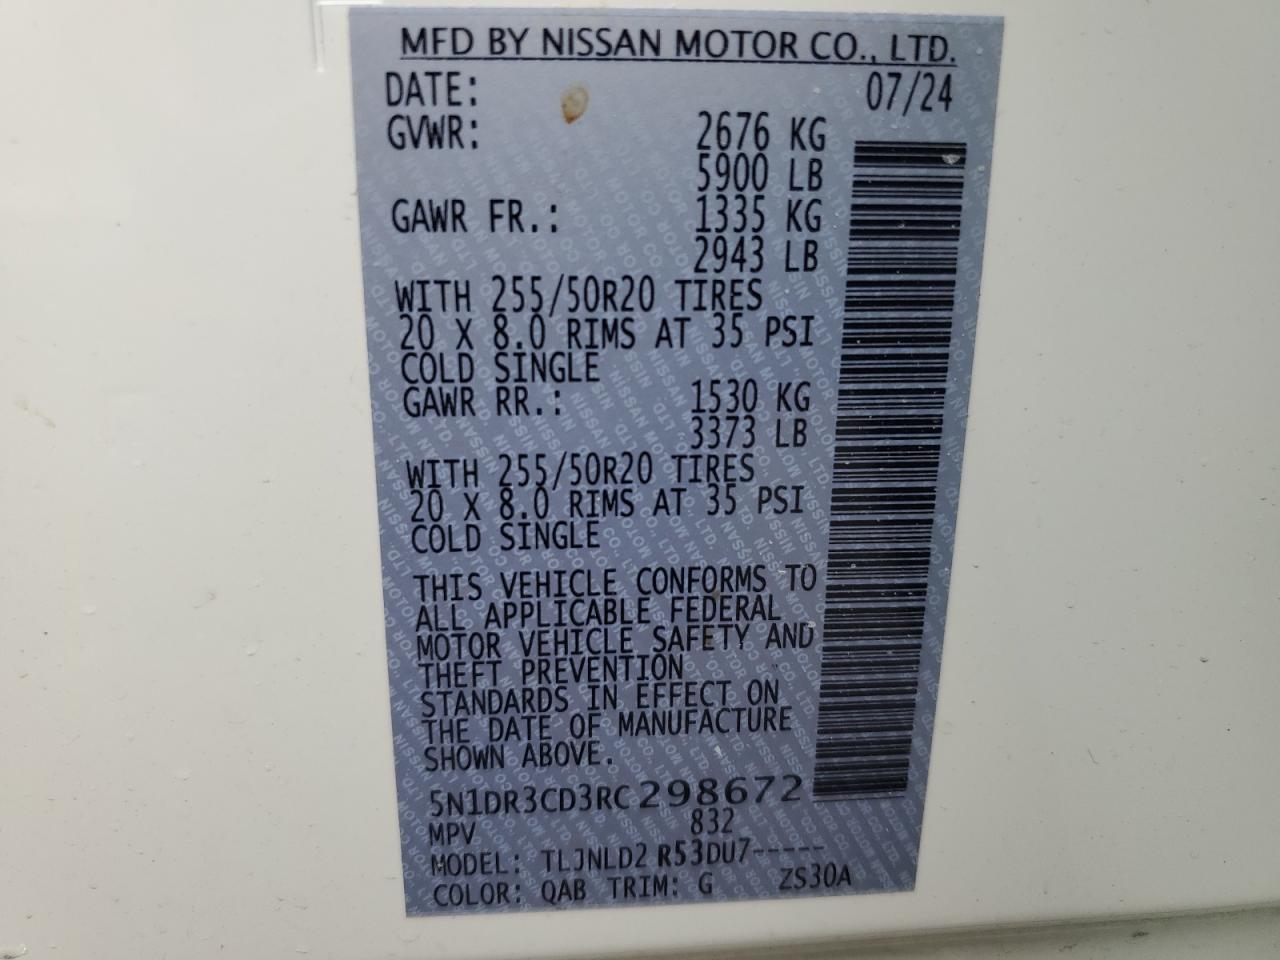 MFD BY NISSAN MOTOR CO., LTD.
DATE: 07/24
GVWR: 2676 KG
5900 LB
GAWR FR.: 1335 KG
2943 LB
WITH 255/50R20 TIRES
20 X 8.0 RIMS AT 35 PSI
COLD SINGLE
GAWR RR.: 1530 KG
3373 LB
WITH 255/50R20 TIRES
20 X 8.0 RIMS AT 35 PSI
COLD SINGLE
THIS VEHICLE CONFORMS TO
ALL APPLICABLE FEDERAL
MOTOR VEHICLE SAFETY AND
THEFT PREVENTION
STANDARDS IN EFFECT ON
THE DATE OF MANUFACTURE
SHOWN ABOVE.
5N1DR3CD3RC298672
MPV 832
MODEL: TLJNLD2 R53DU7-----
COLOR: QAB TRIM: G ZS30A